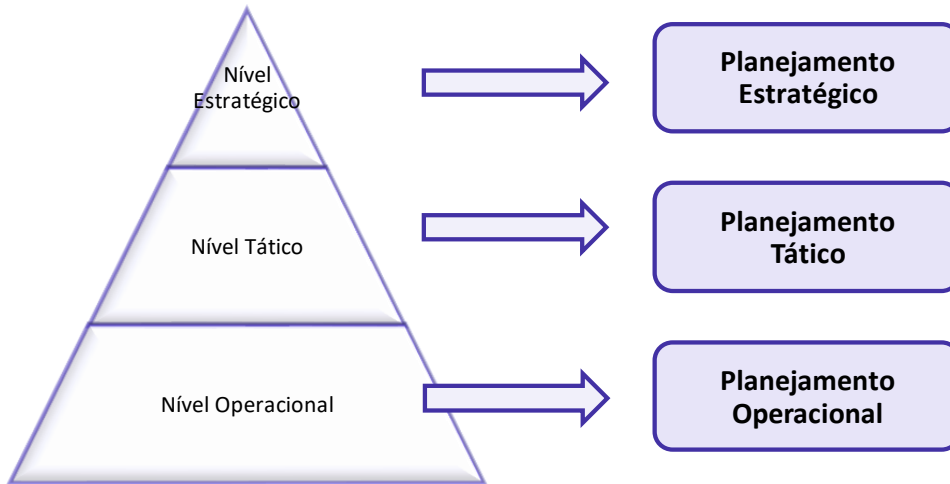 Nível
Estratégico
Planejamento
Estratégico
Nível Tático
Planejamento
Tático
Nível Operacional
Planejamento
Operacional